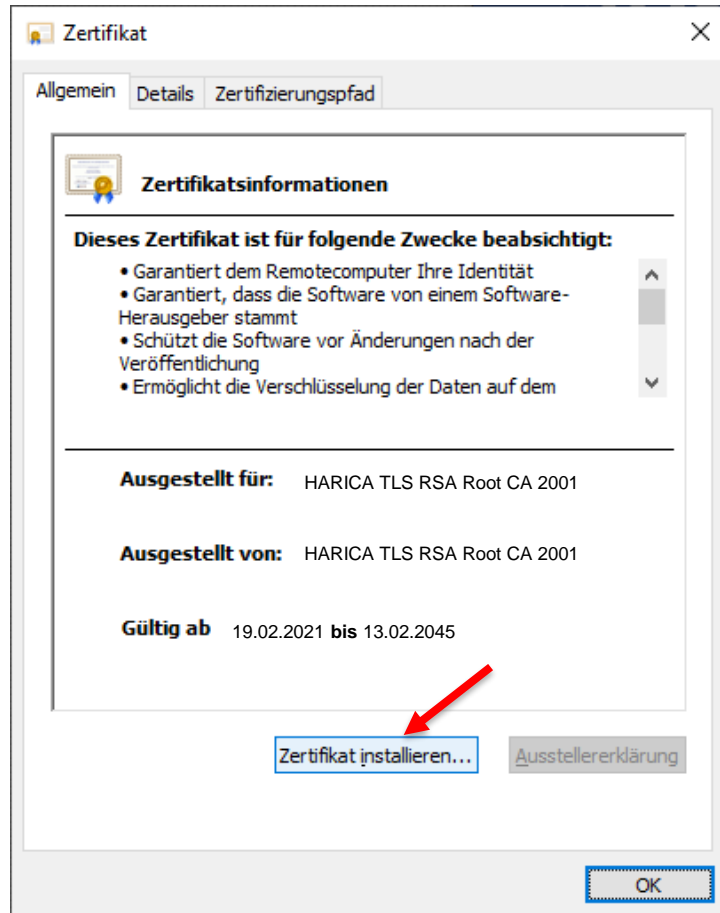 Zertifikat
Allgemein Details Zertifizierungspfad
Zertifikatsinformationen
Dieses Zertifikat ist für folgende Zwecke beabsichtigt:
• Garantiert dem Remotecomputer Ihre Identität
• Garantiert, dass die Software von einem Software-
Herausgeber stammt
• Schützt die Software vor Änderungen nach der
Veröffentlichung
• Ermöglicht die Verschlüsselung der Daten auf dem
Ausgestellt für: HARICA TLS RSA Root CA 2001
Ausgestellt von: HARICA TLS RSA Root CA 2001
Gültig ab 19.02.2021 bis 13.02.2045
Zertifikat installieren... Ausstellererklärung
OK